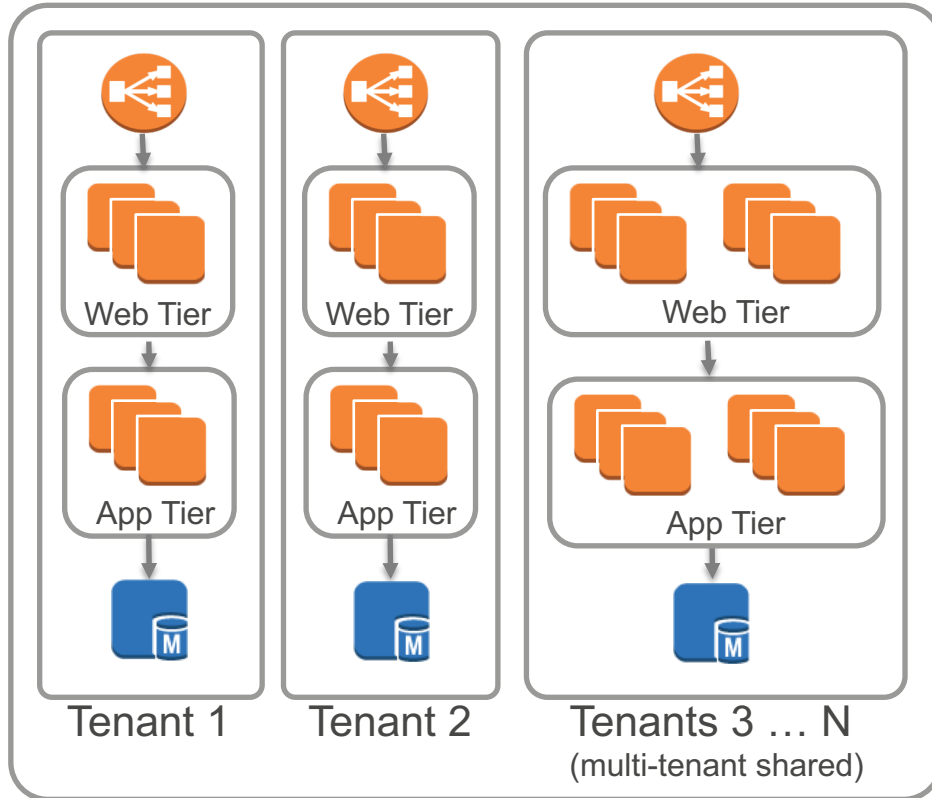 Web Tier
App Tier
M
Tenant 1
Web Tier
App Tier
M
Tenant 2
Web Tier
App Tier
M
Tenants 3 … N
(multi-tenant shared)